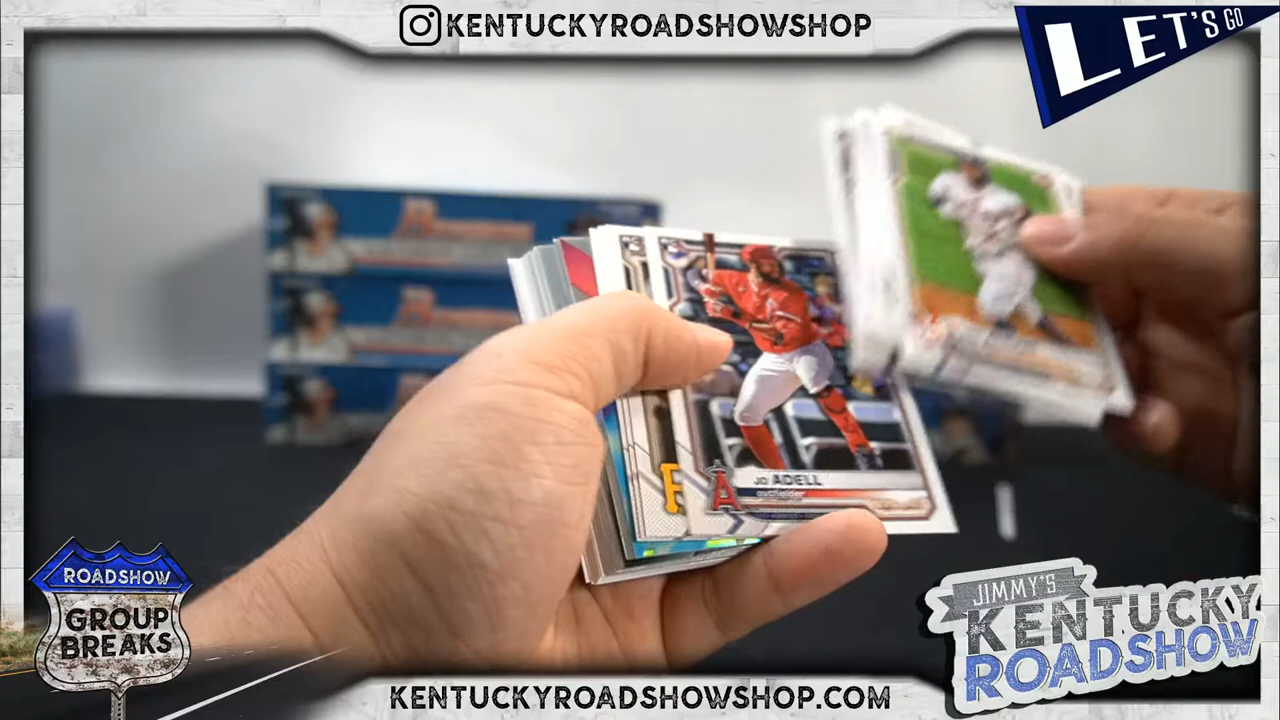 KENTUCKYROADSHOWSHOP
LET'S GO
JO ADELL
outfielder
A
ROADSHOW
GROUP
BREAKS
JIMMY'S
KENTUCKY
ROADSHOW
KENTUCKYROADSHOWSHOP.COM